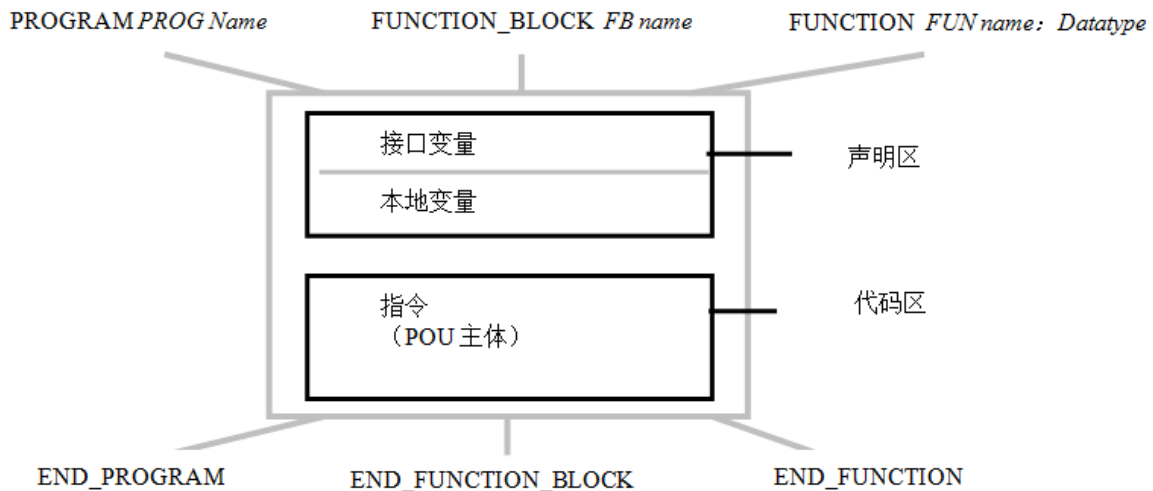 PROGRAM PROG Name
FUNCTION_BLOCK FB name
FUNCTION FUN name：Datatype
接口变量
声明区
本地变量
指令
代码区
（POU 主体）
END_PROGRAM
END_FUNCTION_BLOCK
END_FUNCTION